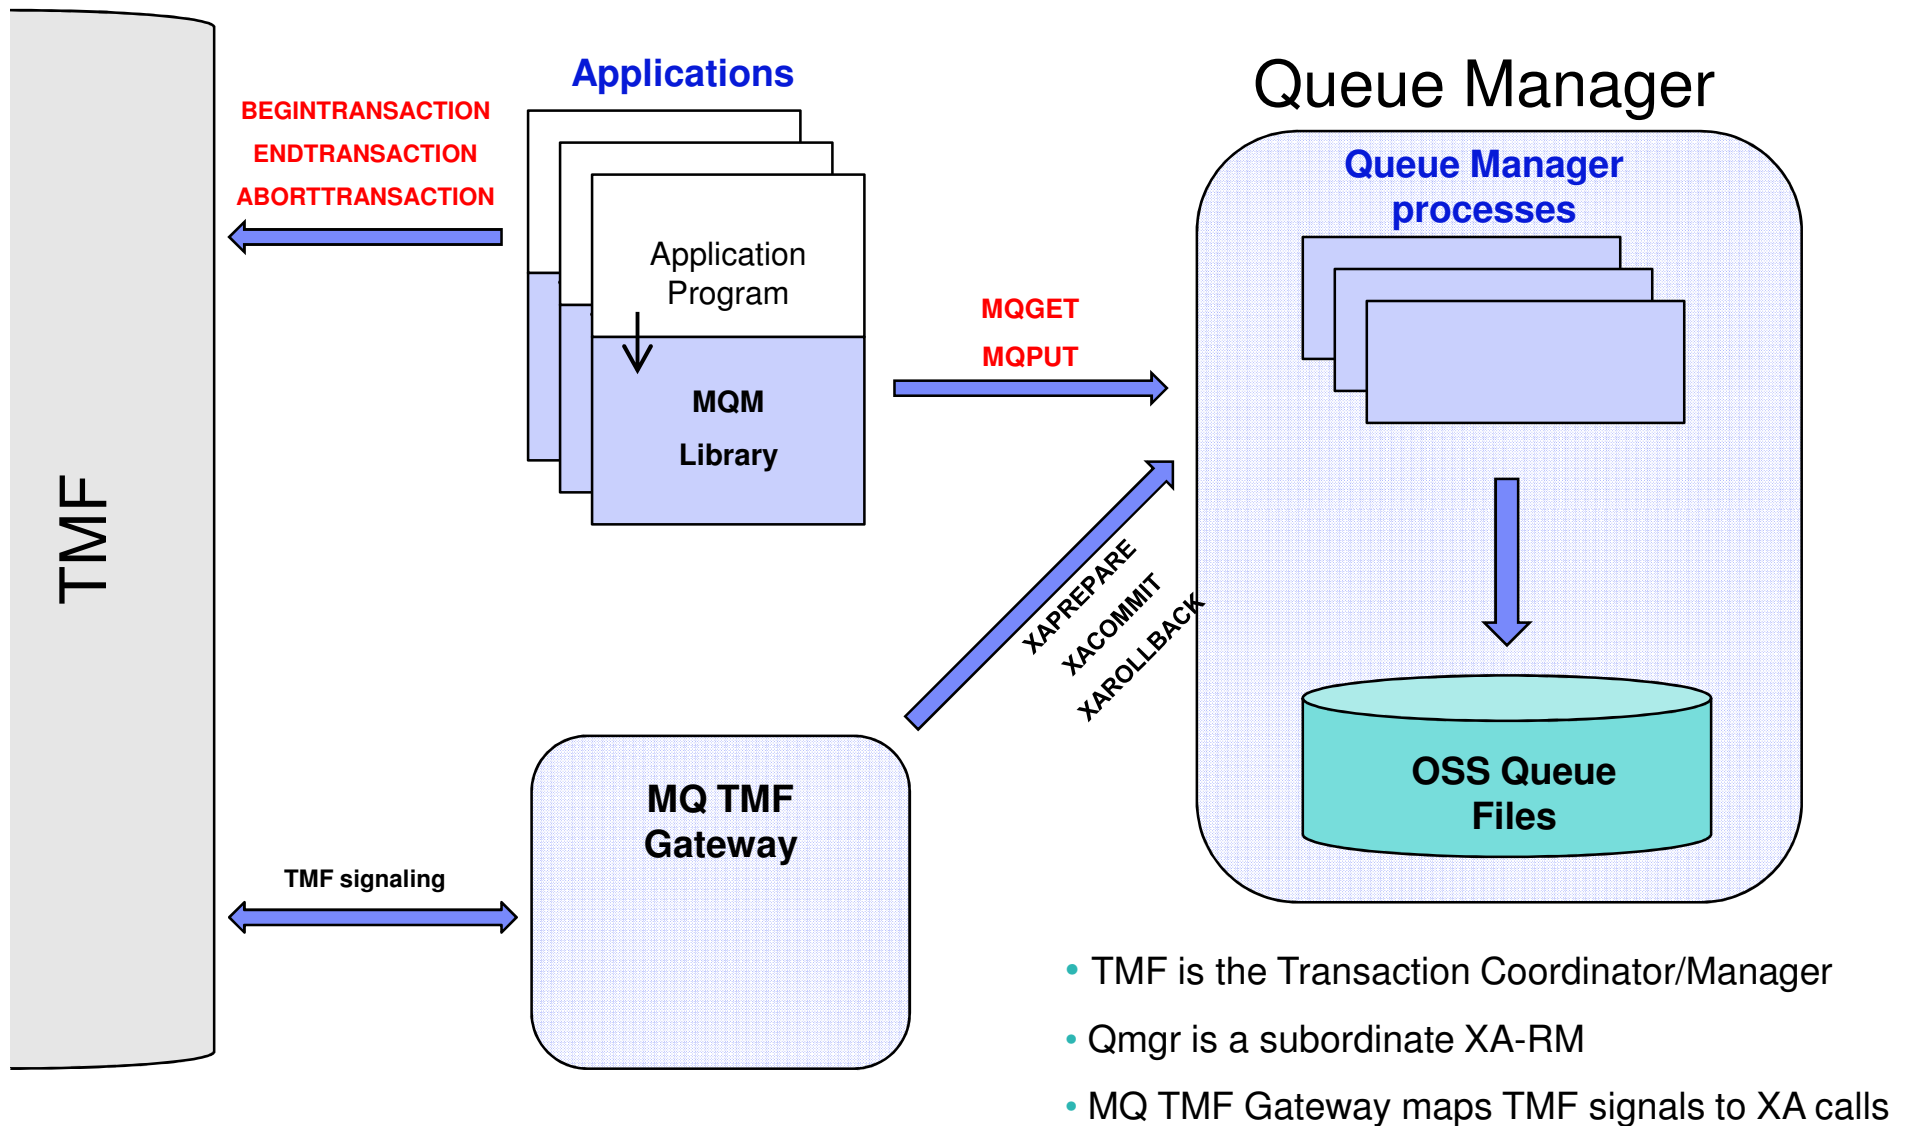 Applications
Queue Manager
BEGINTRANSACTION
ENDTRANSACTION
ABORTTRANSACTION
Queue Manager
processes
Application
Program
MQGET
MQPUT
MQM
Library
TMF
XAPREPARE
XACOMMIT
XAROLLBACK
OSS Queue
Files
MQ TMF
Gateway
TMF signaling
• TMF is the Transaction Coordinator/Manager
• Qmgr is a subordinate XA-RM
• MQ TMF Gateway maps TMF signals to XA calls